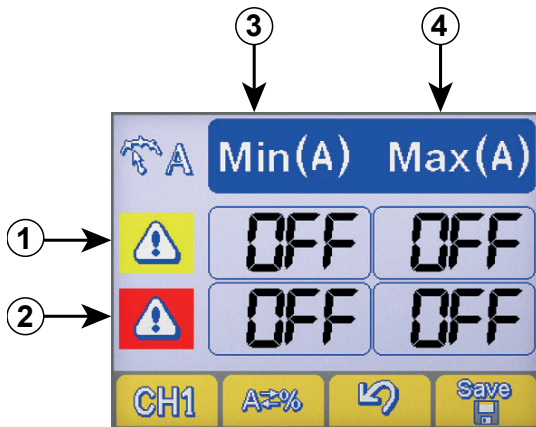 3 4
A Min(A) Max(A)
1 OFF OFF
2 OFF OFF
CH1 A⇄% Save